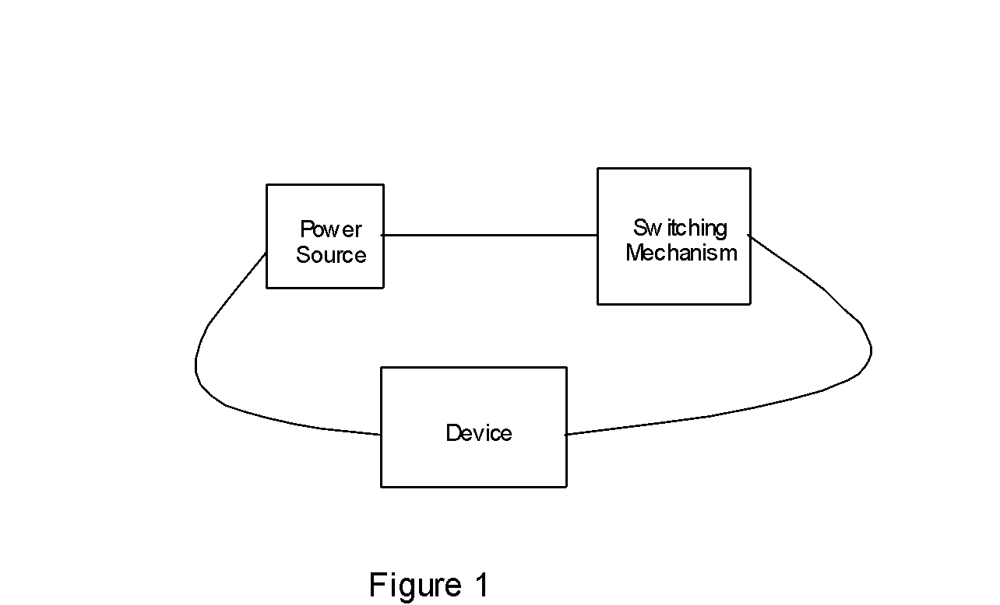 Power
Source
Switching
Mechanism
Device
Figure 1